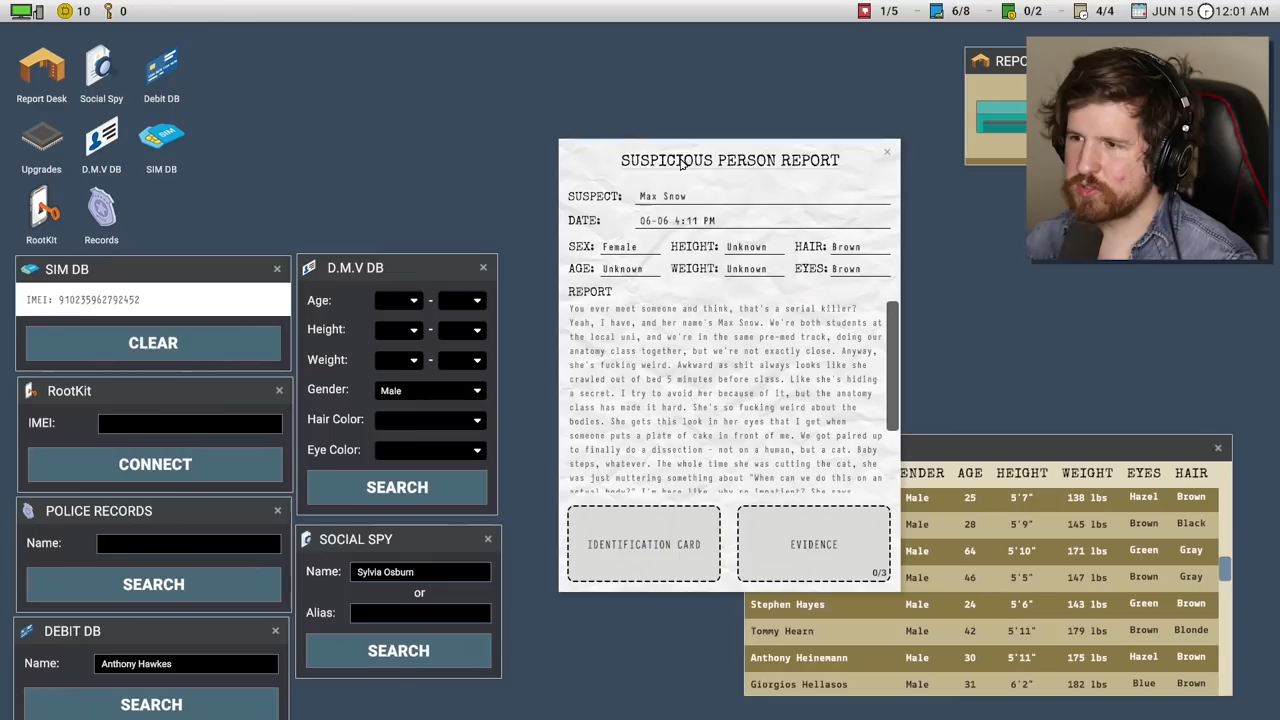 10 0 1/5 6/8 0/2 4/4 JUN 15 12:01 AM
Report Desk Social Spy Debit DB
Upgrades D.M.V DB SIM DB
RootKit Records
SIM DB
IMEI: 910235962792452
CLEAR
RootKit
IMEI:
CONNECT
POLICE RECORDS
Name:
SEARCH
DEBIT DB
Name: Anthony Hawkes
SEARCH
D.M.V DB
Age: -
Height: -
Weight: -
Gender: Male
Hair Color:
Eye Color:
SEARCH
SOCIAL SPY
Name: Sylvia Osburn
or
Alias:
SEARCH
SUSPICIOUS PERSON REPORT
SUSPECT: Max Snow
DATE: 06-06 4:11 PM
SEX: Female HEIGHT: Unknown HAIR: Brown
AGE: Unknown WEIGHT: Unknown EYES: Brown
REPORT
You ever meet someone and think, that's a serial killer?
Yeah, I have, and her name's Max Snow. We're both students at
the local uni, and we're in the same pre-med track, doing our
anatomy class together, but we're not exactly close. Anyway,
she's fucking weird. Awkward as shit always looks like she
crawled out of bed 5 minutes before class. Like she's hiding
a secret. I try to avoid her because of it, but the anatomy
class has made it hard. She's so fucking weird about the
bodies. She gets this look in her eyes that I got when
someone puts a plate of cake in front of me. We got paired up
to finally do a dissection - not on a human, but a cat. Baby
steps, whatever. The whole time she was cutting the cat, she
was just muttering something about "When can we do this on an
actual body?" I'm here like, why so impatient? She says
IDENTIFICATION CARD
EVIDENCE
0/3
REPO
ENDER AGE HEIGHT WEIGHT EYES HAIR
Male 25 5'7" 138 lbs Hazel Brown
Male 28 5'9" 145 lbs Brown Black
Male 64 5'10" 171 lbs Green Gray
Male 46 5'5" 147 lbs Brown Gray
Stephen Hayes Male 24 5'6" 143 lbs Green Brown
Tommy Hearn Male 42 5'11" 179 lbs Brown Blonde
Anthony Heinemann Male 30 5'11" 175 lbs Hazel Brown
Giorgios Hellasos Male 31 6'2" 182 lbs Blue Brown